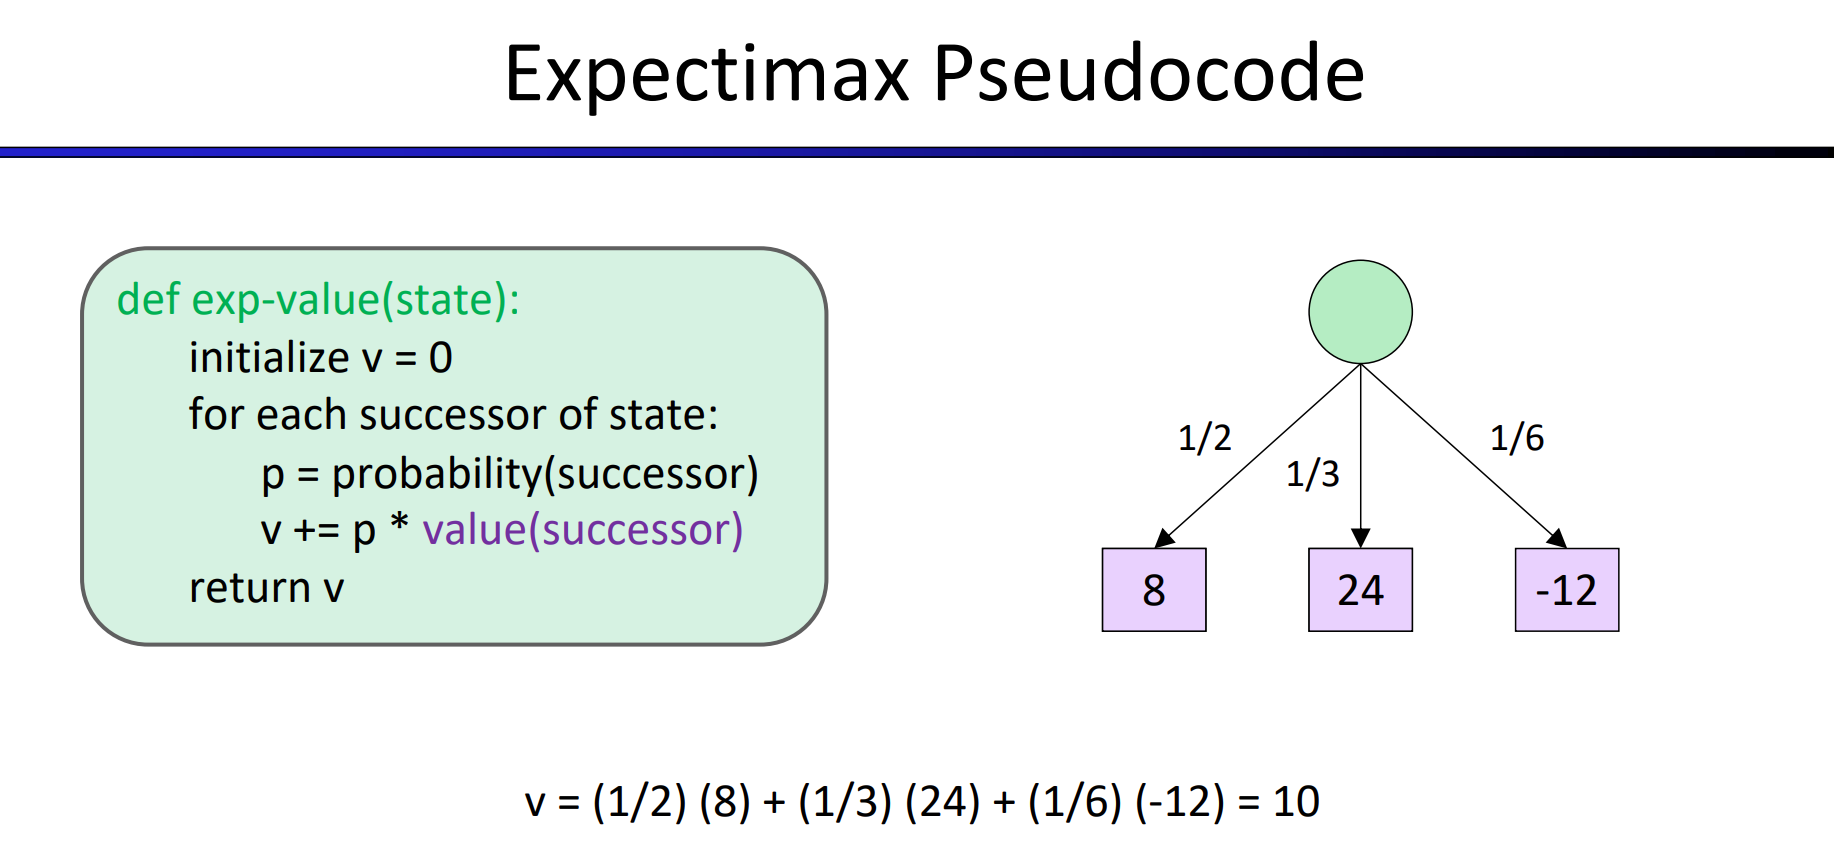 Expectimax Pseudocode
def exp-value(state):
initialize v = 0
for each successor of state:
p = probability(successor)
v += p * value(successor)
return v
1/2
1/3
1/6
8
24
-12
v = (1/2) (8) + (1/3) (24) + (1/6) (-12) = 10